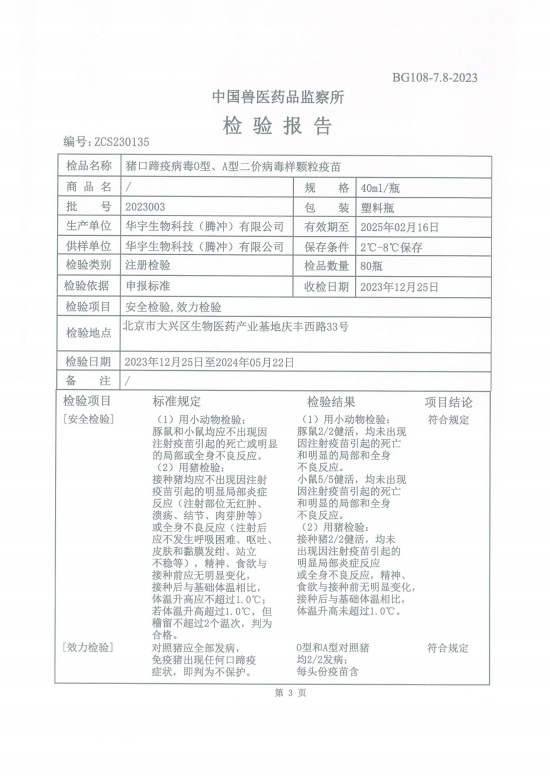 BG108-7.8-2023
中国兽医药品监察所
检 验 报 告
编号:ZCS230135
检品名称 猪口蹄疫病毒O型、A型二价病毒样颗粒疫苗
商 品 名 / 规 格 40ml/瓶
批 号 2023003 包 装 塑料瓶
生产单位 华宇生物科技（腾冲）有限公司 有效期至 2025年02月16日
供样单位 华宇生物科技（腾冲）有限公司 保存条件 2℃-8℃保存
检验类别 注册检验 检品数量 80瓶
检验依据 申报标准 收检日期 2023年12月25日
检验项目 安全检验,效力检验
检验地点 北京市大兴区生物医药产业基地庆丰西路33号
检验日期 2023年12月25日至2024年05月22日
备 注 /
检验项目 标准规定 检验结果 项目结论
[安全检验] （1）用小动物检验： （1）用小动物检验： 符合规定
豚鼠和小鼠均应不出现因 豚鼠2/2健活，均未出现
注射疫苗引起的死亡或明显 因注射疫苗引起的死亡
的局部或全身不良反应。 和明显的局部和全身
（2）用猪检验： 不良反应。
接种猪均应不出现因注射 小鼠5/5健活，均未出现
疫苗引起的明显局部炎症 因注射疫苗引起的死亡
反应（注射部位无红肿、 和明显的局部和全身
溃疡、结节、肉芽肿等） 不良反应。
或全身不良反应（注射后 （2）用猪检验：
应不发生呼吸困难、呕吐、 接种猪2/2健活，均未
皮肤和黏膜发绀、站立 出现因注射疫苗引起的
不稳等），精神、食欲与 明显局部炎症反应
接种前应无明显变化， 或全身不良反应，精神、
接种后与基础体温相比， 食欲与接种前无明显变化，
体温升高应不超过1.0℃； 接种后与基础体温相比，
若体温升高超过1.0℃，但 体温升高未超过1.0℃。
稽留不超过2个温次，判为
合格。
[效力检验] 对照猪应全部发病， O型和A型对照猪 符合规定
免疫猪出现任何口蹄疫 均2/2发病；
症状，即判为不保护。 每头份疫苗含
第 3 页